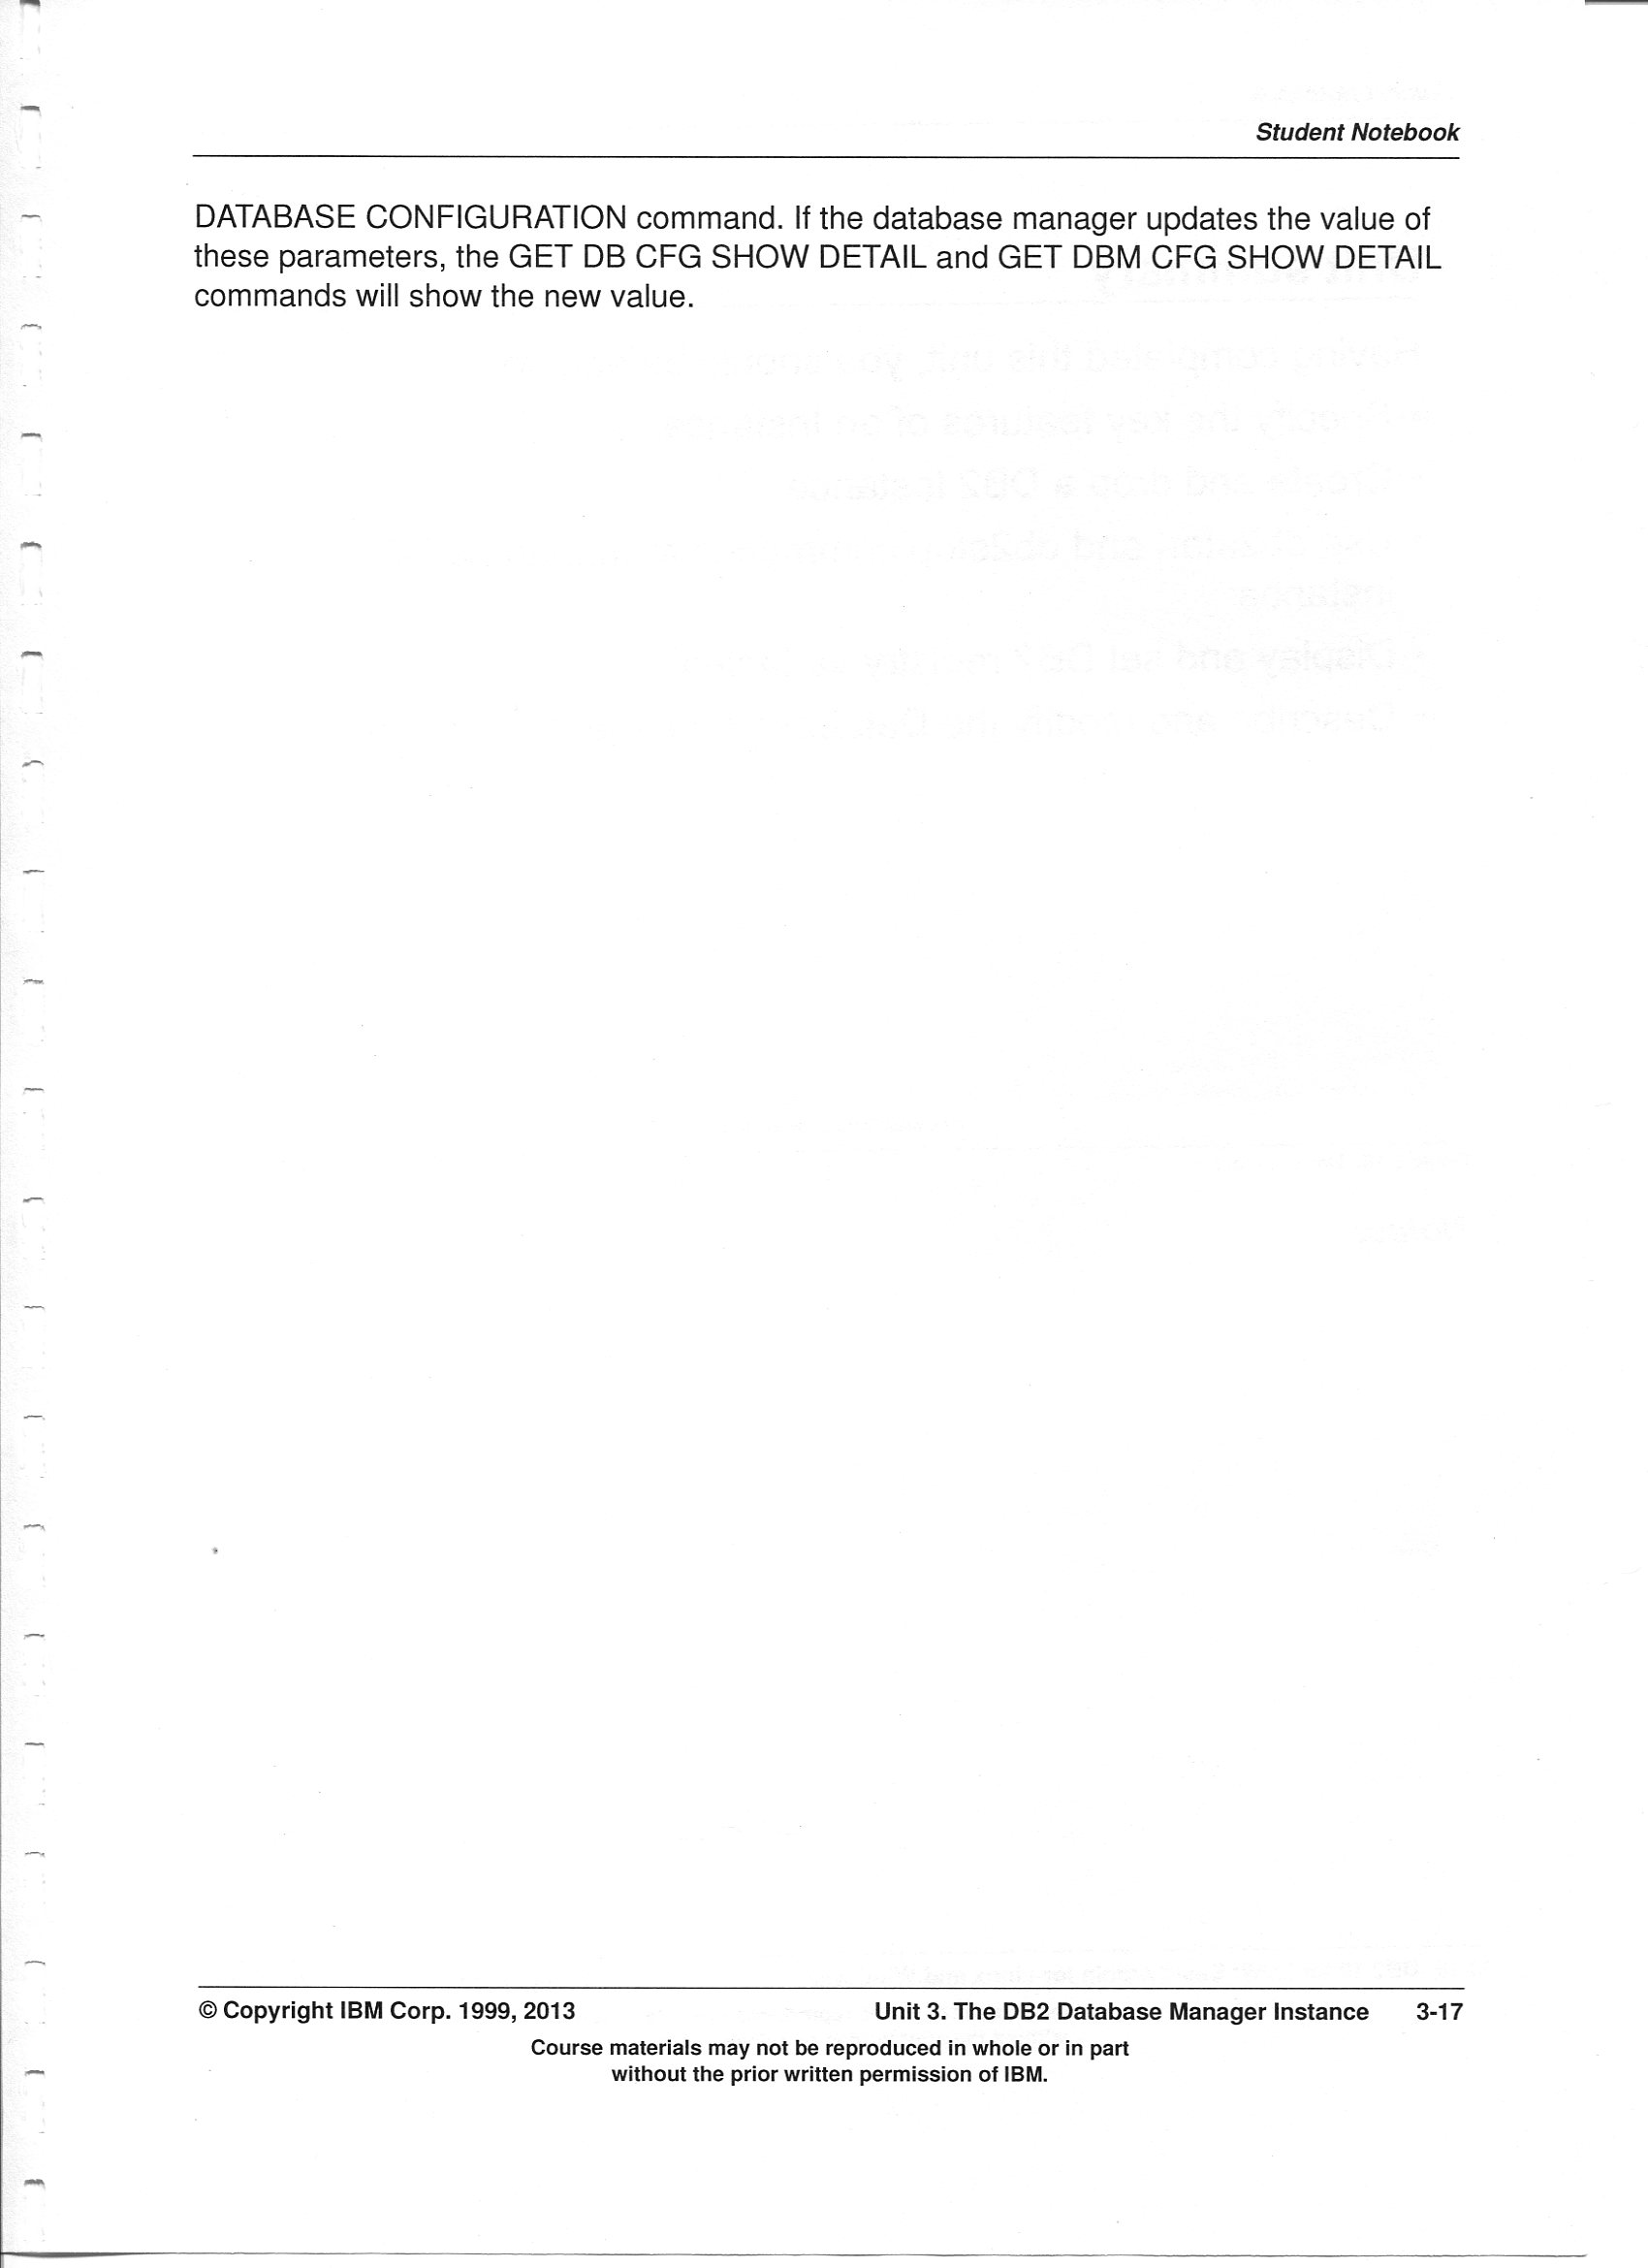 Student Notebook
DATABASE CONFIGURATION command. If the database manager updates the value of
these parameters, the GET DB CFG SHOW DETAIL and GET DBM CFG SHOW DETAIL
commands will show the new value.
© Copyright IBM Corp. 1999, 2013 Unit 3. The DB2 Database Manager Instance 3-17
Course materials may not be reproduced in whole or in part
without the prior written permission of IBM.